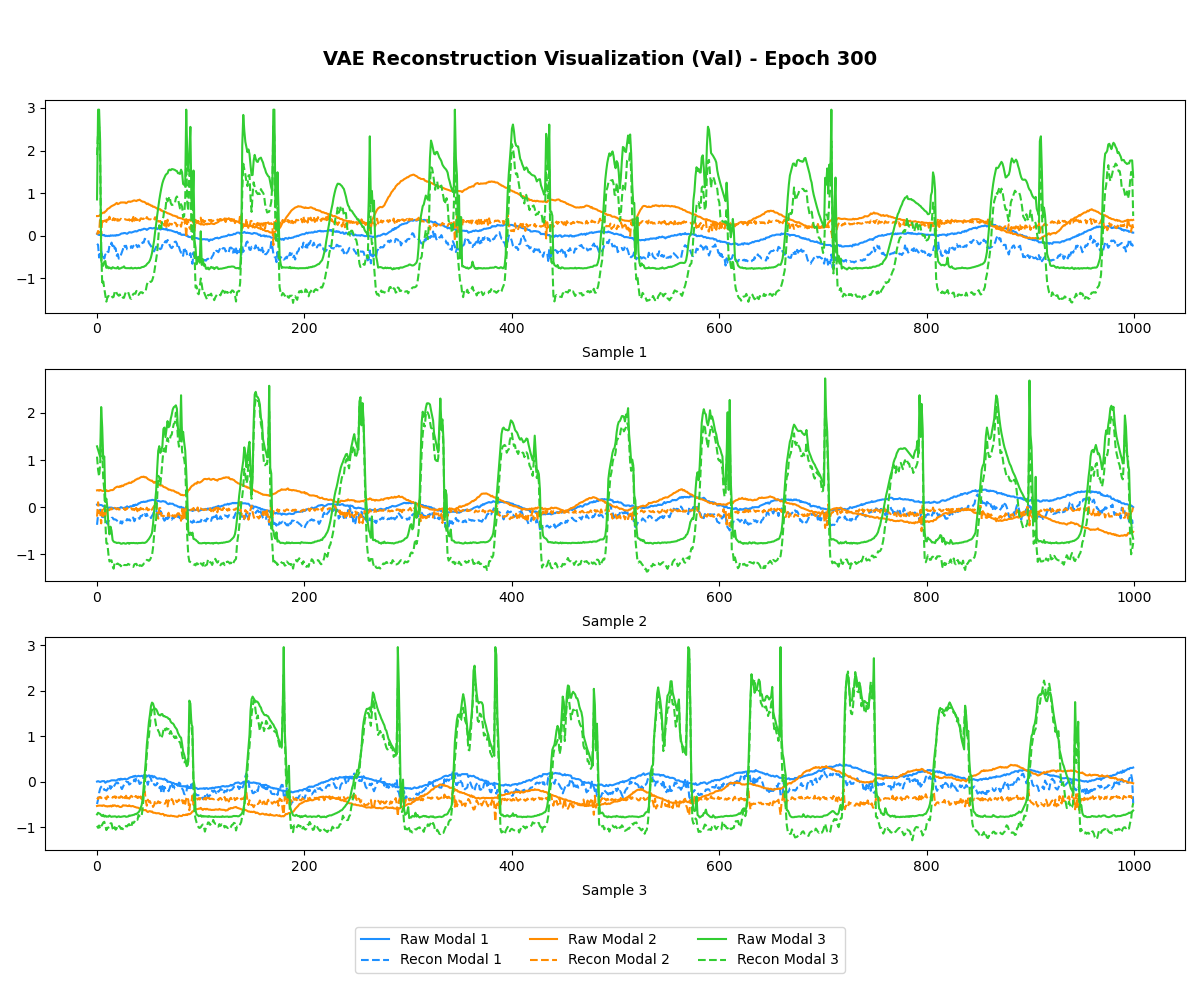 VAE Reconstruction Visualization (Val) - Epoch 300
3
2
1
0
−1
0 200 400 600 800 1000
Sample 1
2
1
0
−1
0 200 400 600 800 1000
Sample 2
3
2
1
0
−1
0 200 400 600 800 1000
Sample 3
Raw Modal 1 Raw Modal 2 Raw Modal 3
Recon Modal 1 Recon Modal 2 Recon Modal 3